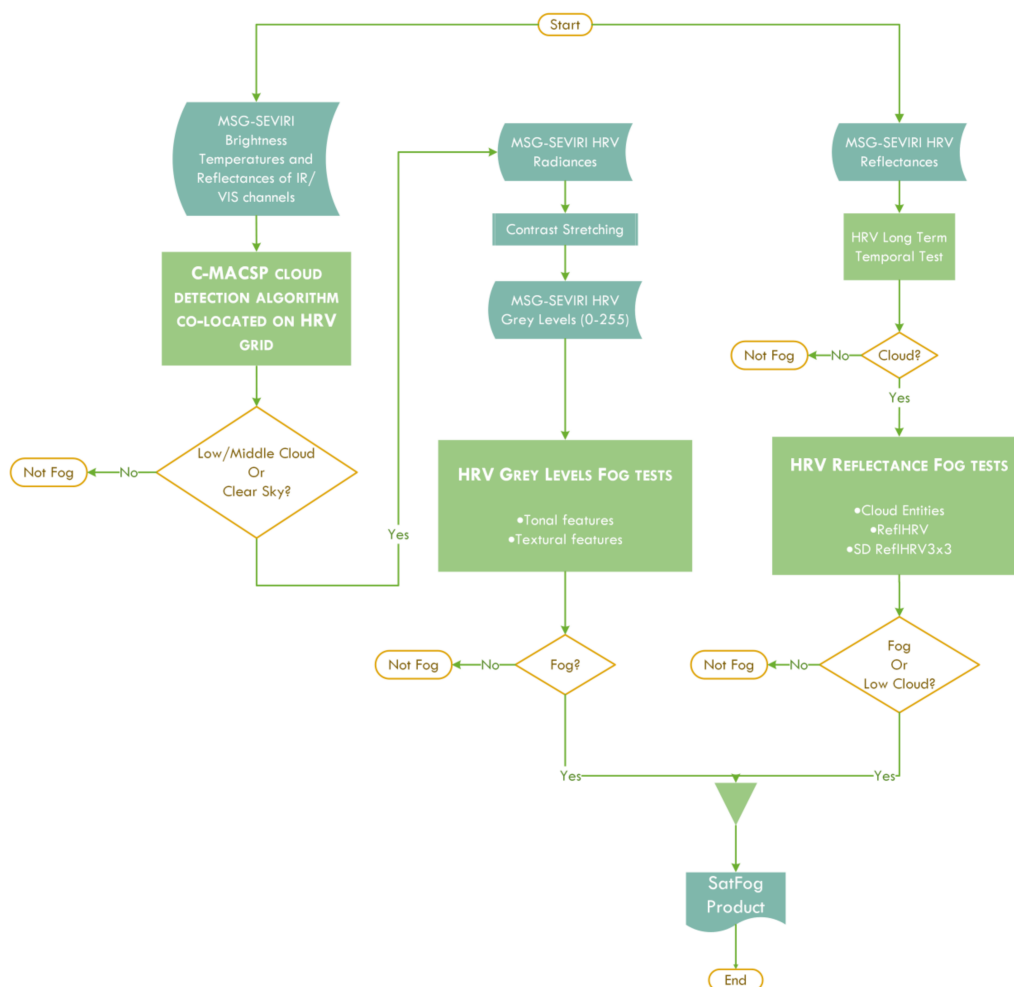 Start
MSG-SEVIRI
Brightness
Temperatures and
Reflectances of IR/
VIS channels
C-MACSP CLOUD
DETECTION ALGORITHM
CO-LOCATED ON HRV
GRID
Low/Middle Cloud
Or
Clear Sky?
No
Not Fog
Yes
MSG-SEVIRI HRV
Radiances
Contrast Stretching
MSG-SEVIRI HRV
Grey Levels (0-255)
HRV GREY LEVELS FOG TESTS
•Tonal features
•Textural features
Fog?
No
Not Fog
Yes
MSG-SEVIRI HRV
Reflectances
HRV Long Term
Temporal Test
Cloud?
No
Not Fog
Yes
HRV REFLECTANCE FOG TESTS
•Cloud Entities
•ReflHRV
•SD ReflHRV3x3
Fog
Or
Low Cloud?
No
Not Fog
Yes
SatFog
Product
End